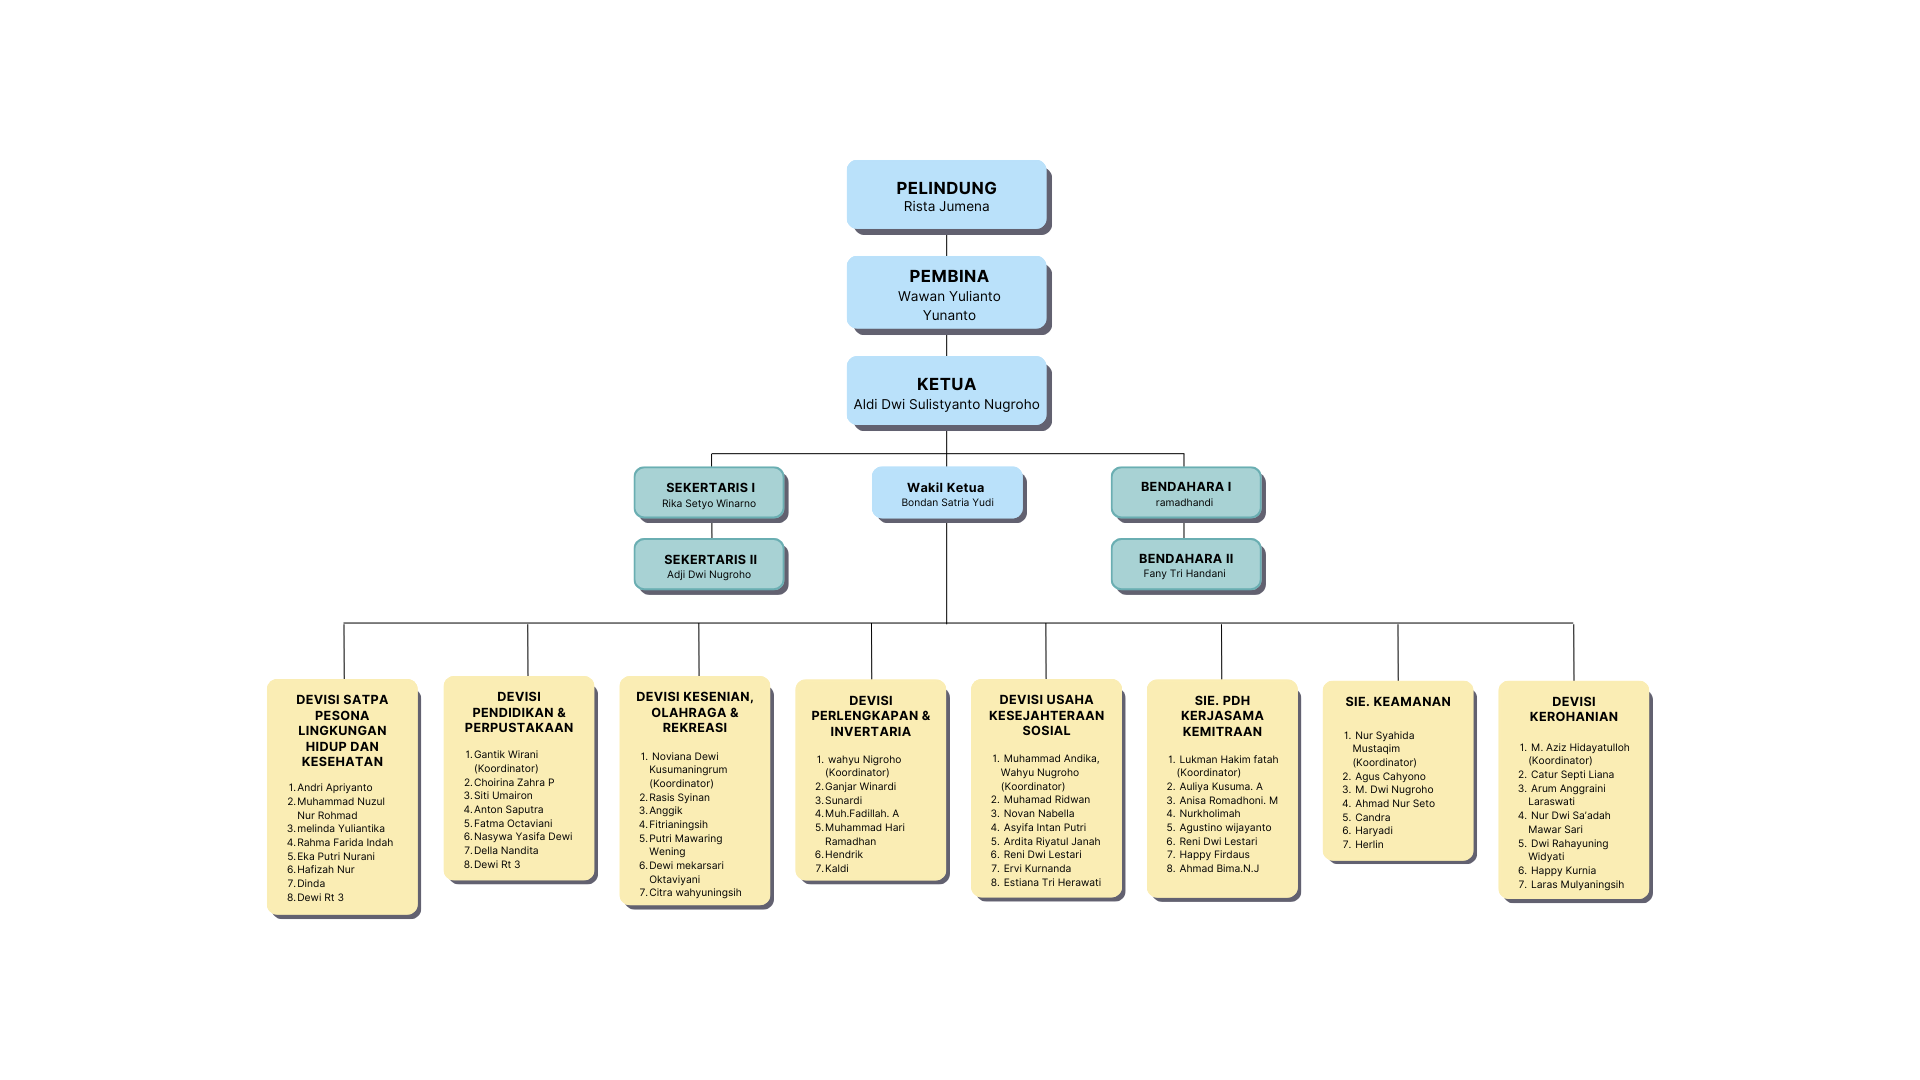 PELINDUNG
Rista Jumena
PEMBINA
Wawan Yulianto
Yunanto
KETUA
Aldi Dwi Sulistyanto Nugroho
SEKERTARIS I
Rika Setyo Winarno
Wakil Ketua
Bondan Satria Yudi
BENDAHARA I
ramadhandi
SEKERTARIS II
Adji Dwi Nugroho
BENDAHARA II
Fany Tri Handani
DEVISI SATPA
PESONA
LINGKUNGAN
HIDUP DAN
KESEHATAN
1. Andri Apriyanto
2. Muhammad Nuzul
Nur Rohmad
3. melinda Yuliantika
4. Rahma Farida Indah
5. Eka Putri Nurani
6. Hafizah Nur
7. Dinda
8. Dewi Rt 3
DEVISI
PENDIDIKAN &
PERPUSTAKAAN
1. Gantik Wirani
(Koordinator)
2. Choirina Zahra P
3. Siti Umairon
4. Anton Saputra
5. Fatma Octaviani
6. Nasywa Yasifa Dewi
7. Della Nandita
8. Dewi Rt 3
DEVISI KESENIAN,
OLAHRAGA &
REKREASI
1. Noviana Dewi
Kusumaningrum
(Koordinator)
2. Rasis Syinan
3. Anggik
4. Fitrianingsih
5. Putri Mawaring
Wening
6. Dewi mekarsari
Oktaviyani
7. Citra wahyuningsih
DEVISI
PERLENGKAPAN &
INVERTARIA
1. wahyu Nigroho
(Koordinator)
2. Ganjar Winardi
3. Sunardi
4. Muh.Fadillah. A
5. Muhammad Hari
Ramadhan
6. Hendrik
7. Kaldi
DEVISI USAHA
KESEJAHTERAAN
SOSIAL
1. Muhammad Andika,
Wahyu Nugroho
(Koordinator)
2. Muhamad Ridwan
3. Novan Nabella
4. Asyifa Intan Putri
5. Ardita Riyatul Janah
6. Reni Dwi Lestari
7. Ervi Kurnanda
8. Estiana Tri Herawati
SIE. PDH
KERJASAMA
KEMITRAAN
1. Lukman Hakim fatah
(Koordinator)
2. Auliya Kusuma. A
3. Anisa Romadhoni. M
4. Nurkholimah
5. Agustino wijayanto
6. Reni Dwi Lestari
7. Happy Firdaus
8. Ahmad Bima.N.J
SIE. KEAMANAN
1. Nur Syahida
Mustaqim
(Koordinator)
2. Agus Cahyono
3. M. Dwi Nugroho
4. Ahmad Nur Seto
5. Candra
6. Haryadi
7. Herlin
DEVISI
KEROHANIAN
1. M. Aziz Hidayatulloh
(Koordinator)
2. Catur Septi Liana
3. Arum Anggraini
Laraswati
4. Nur Dwi Sa'adah
Mawar Sari
5. Dwi Rahayuning
Widyati
6. Happy Kurnia
7. Laras Mulyaningsih